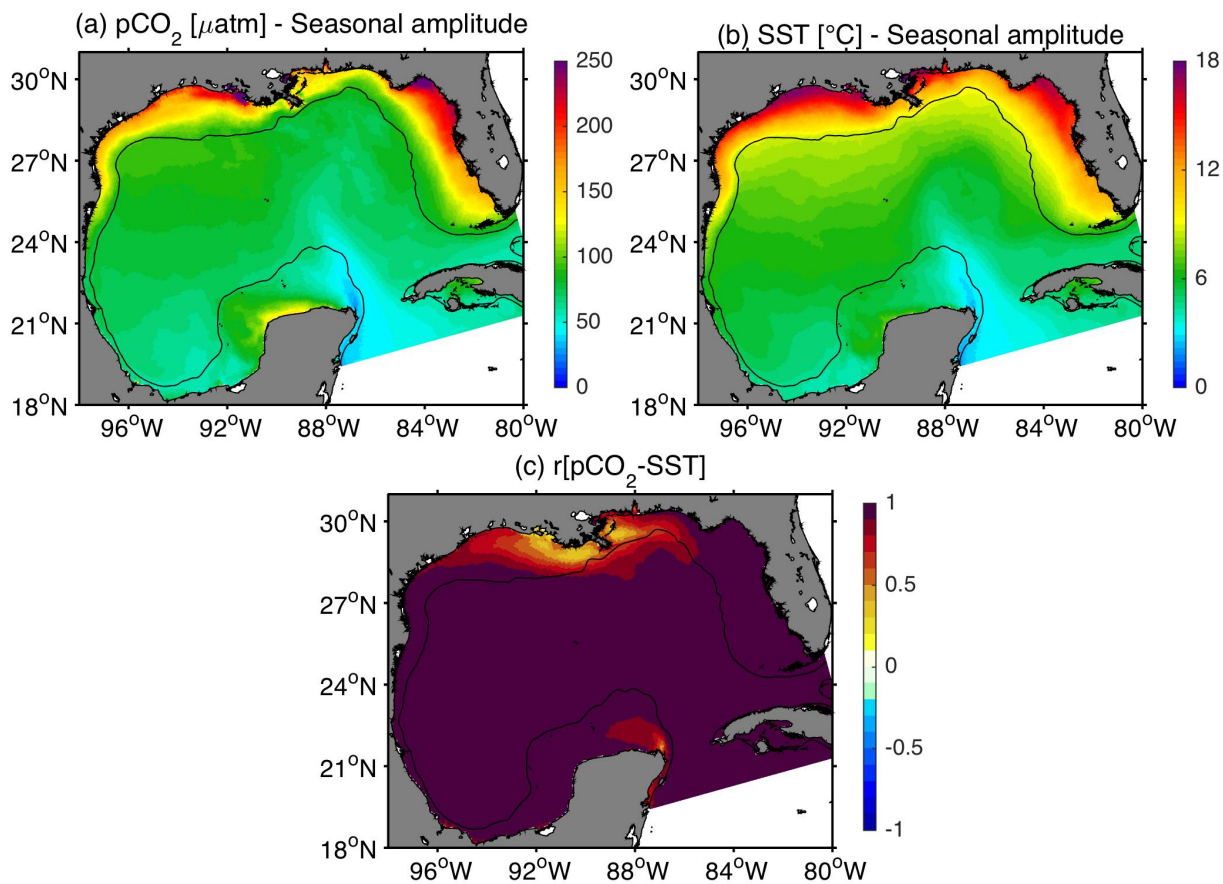 (a) pCO₂ [µatm] - Seasonal amplitude
30°N
27°N
24°N
21°N
18°N
96°W 92°W 88°W 84°W 80°W
250
200
150
100
50
0
(b) SST [°C] - Seasonal amplitude
30°N
27°N
24°N
21°N
18°N
96°W 92°W 88°W 84°W 80°W
18
12
6
0
(c) r[pCO₂-SST]
30°N
27°N
24°N
21°N
18°N
96°W 92°W 88°W 84°W 80°W
1
0.5
0
-0.5
-1